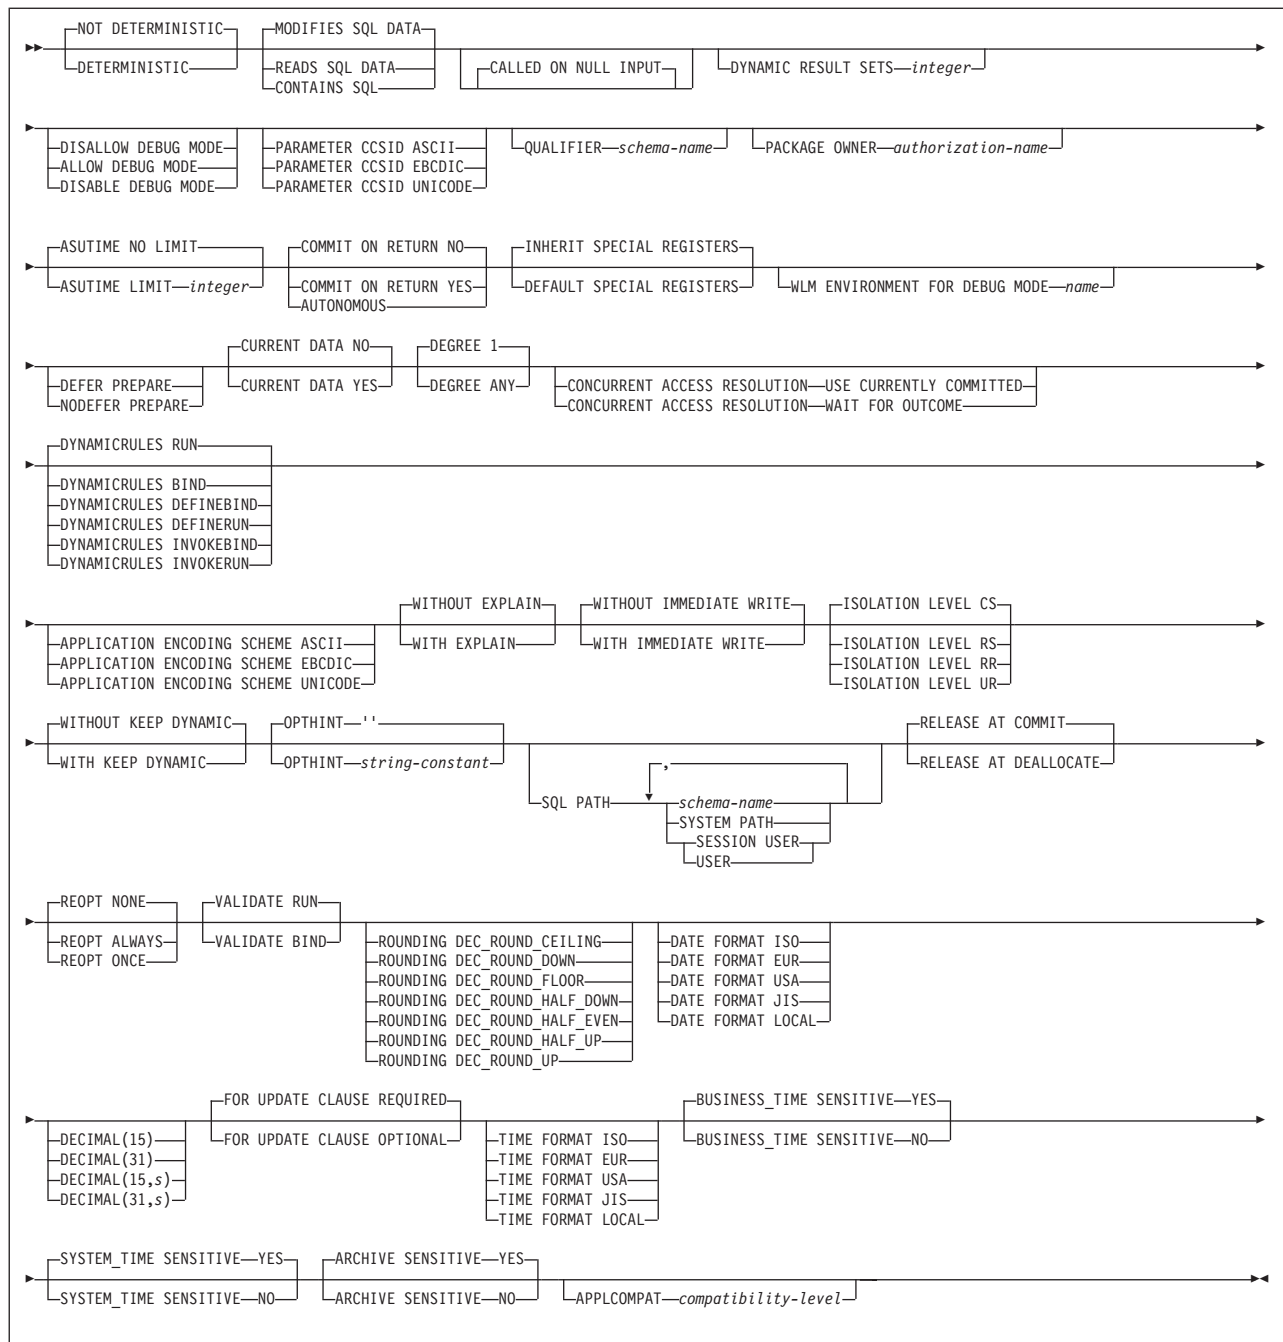 NOT DETERMINISTIC MODIFIES SQL DATA
DETERMINISTIC READS SQL DATA CALLED ON NULL INPUT DYNAMIC RESULT SETS integer
CONTAINS SQL
DISALLOW DEBUG MODE PARAMETER CCSID ASCII QUALIFIER schema-name PACKAGE OWNER authorization-name
ALLOW DEBUG MODE PARAMETER CCSID EBCDIC
DISABLE DEBUG MODE PARAMETER CCSID UNICODE
ASUTIME NO LIMIT COMMIT ON RETURN NO INHERIT SPECIAL REGISTERS
ASUTIME LIMIT integer COMMIT ON RETURN YES DEFAULT SPECIAL REGISTERS WLM ENVIRONMENT FOR DEBUG MODE name
AUTONOMOUS
CURRENT DATA NO DEGREE 1
DEFER PREPARE CURRENT DATA YES DEGREE ANY CONCURRENT ACCESS RESOLUTION USE CURRENTLY COMMITTED
NODEFER PREPARE CONCURRENT ACCESS RESOLUTION WAIT FOR OUTCOME
DYNAMICRULES RUN
DYNAMICRULES BIND
DYNAMICRULES DEFINEBIND
DYNAMICRULES DEFINERUN
DYNAMICRULES INVOKEBIND
DYNAMICRULES INVOKERUN
WITHOUT EXPLAIN WITHOUT IMMEDIATE WRITE ISOLATION LEVEL CS
APPLICATION ENCODING SCHEME ASCII WITH EXPLAIN WITH IMMEDIATE WRITE ISOLATION LEVEL RS
APPLICATION ENCODING SCHEME EBCDIC ISOLATION LEVEL RR
APPLICATION ENCODING SCHEME UNICODE ISOLATION LEVEL UR
WITHOUT KEEP DYNAMIC OPTHINT '' RELEASE AT COMMIT
WITH KEEP DYNAMIC OPTHINT string-constant , RELEASE AT DEALLOCATE
SQL PATH schema-name
SYSTEM PATH
SESSION USER
USER
REOPT NONE VALIDATE RUN
REOPT ALWAYS VALIDATE BIND ROUNDING DEC_ROUND_CEILING DATE FORMAT ISO
REOPT ONCE ROUNDING DEC_ROUND_DOWN DATE FORMAT EUR
ROUNDING DEC_ROUND_FLOOR DATE FORMAT USA
ROUNDING DEC_ROUND_HALF_DOWN DATE FORMAT JIS
ROUNDING DEC_ROUND_HALF_EVEN DATE FORMAT LOCAL
ROUNDING DEC_ROUND_HALF_UP
ROUNDING DEC_ROUND_UP
FOR UPDATE CLAUSE REQUIRED BUSINESS_TIME SENSITIVE YES
DECIMAL(15) FOR UPDATE CLAUSE OPTIONAL TIME FORMAT ISO BUSINESS_TIME SENSITIVE NO
DECIMAL(31) TIME FORMAT EUR
DECIMAL(15,s) TIME FORMAT USA
DECIMAL(31,s) TIME FORMAT JIS
TIME FORMAT LOCAL
SYSTEM_TIME SENSITIVE YES ARCHIVE SENSITIVE YES
SYSTEM_TIME SENSITIVE NO ARCHIVE SENSITIVE NO APPLCOMPAT compatibility-level